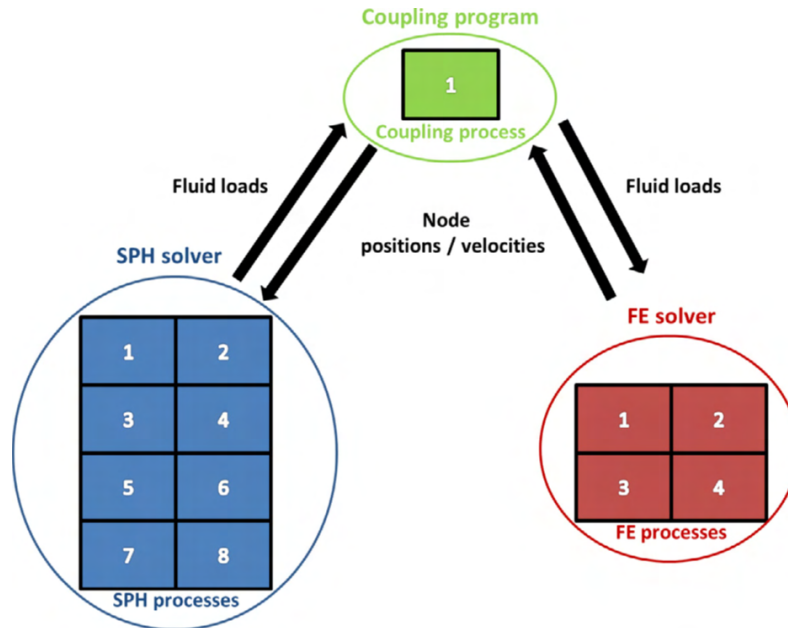 Coupling program
1
Coupling process
Fluid loads
Fluid loads
Node
positions / velocities
SPH solver
1 2
3 4
5 6
7 8
SPH processes
FE solver
1 2
3 4
FE processes